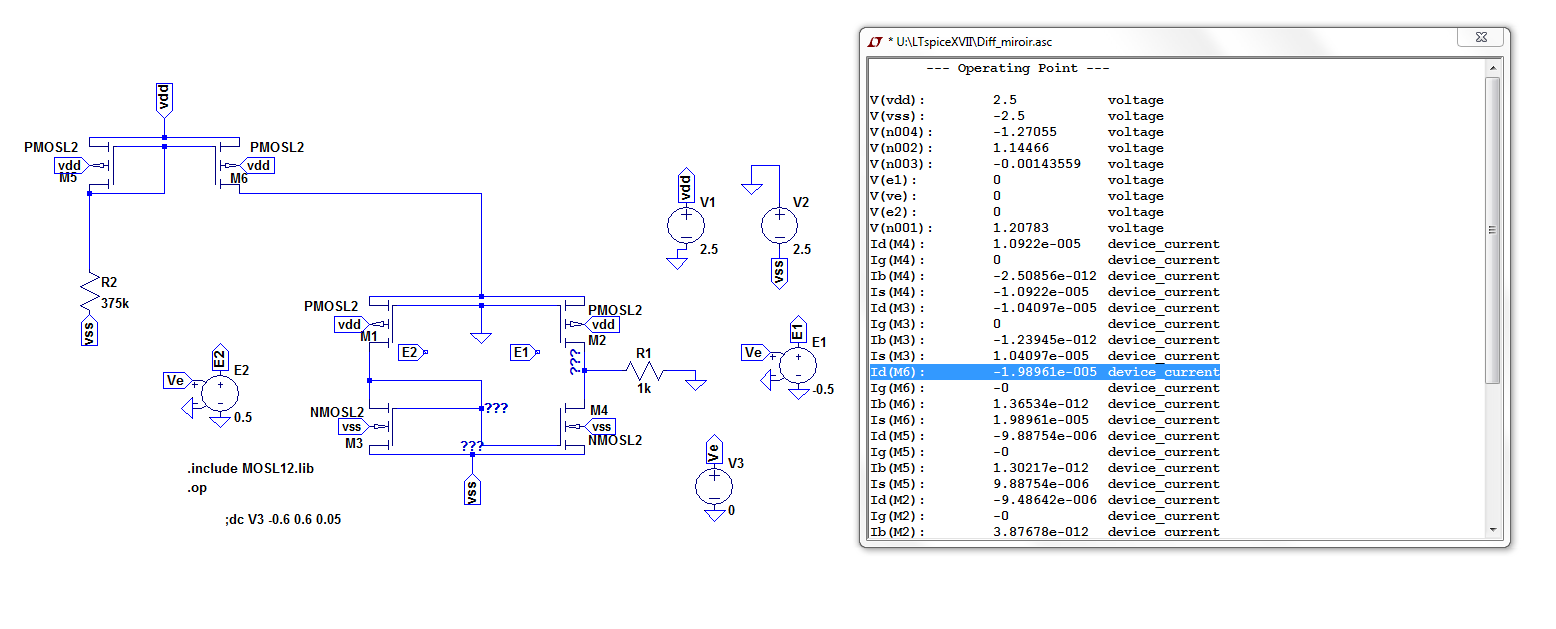 vdd
PMOSL2
PMOSL2
vdd
vdd
M5
M6
R2
375k
vss
PMOSL2
PMOSL2
vdd
vdd
M1
M2
E2
E1
???
R1
1k
NMOSL2
???
M4
vss
vss
M3
???
NMOSL2
vss
E2
E2
Ve
0.5
.include MOSL12.lib
.op
;dc V3 -0.6 0.6 0.05
vdd
V1
2.5
V2
2.5
vss
E1
E1
Ve
-0.5
Ve
V3
0
* U:\LTspiceXVII\Diff_miroir.asc
--- Operating Point ---
V(vdd): 2.5 voltage
V(vss): -2.5 voltage
V(n004): -1.27055 voltage
V(n002): 1.14466 voltage
V(n003): -0.00143559 voltage
V(e1): 0 voltage
V(ve): 0 voltage
V(e2): 0 voltage
V(n001): 1.20783 voltage
Id(M4): 1.0922e-005 device_current
Ig(M4): 0 device_current
Ib(M4): -2.50856e-012 device_current
Is(M4): -1.0922e-005 device_current
Id(M3): -1.04097e-005 device_current
Ig(M3): 0 device_current
Ib(M3): -1.23945e-012 device_current
Is(M3): 1.04097e-005 device_current
Id(M6): -1.98961e-005 device_current
Ig(M6): -0 device_current
Ib(M6): 1.36534e-012 device_current
Is(M6): 1.98961e-005 device_current
Id(M5): -9.88754e-006 device_current
Ig(M5): -0 device_current
Ib(M5): 1.30217e-012 device_current
Is(M5): 9.88754e-006 device_current
Id(M2): -9.48642e-006 device_current
Ig(M2): -0 device_current
Ib(M2): 3.87678e-012 device_current